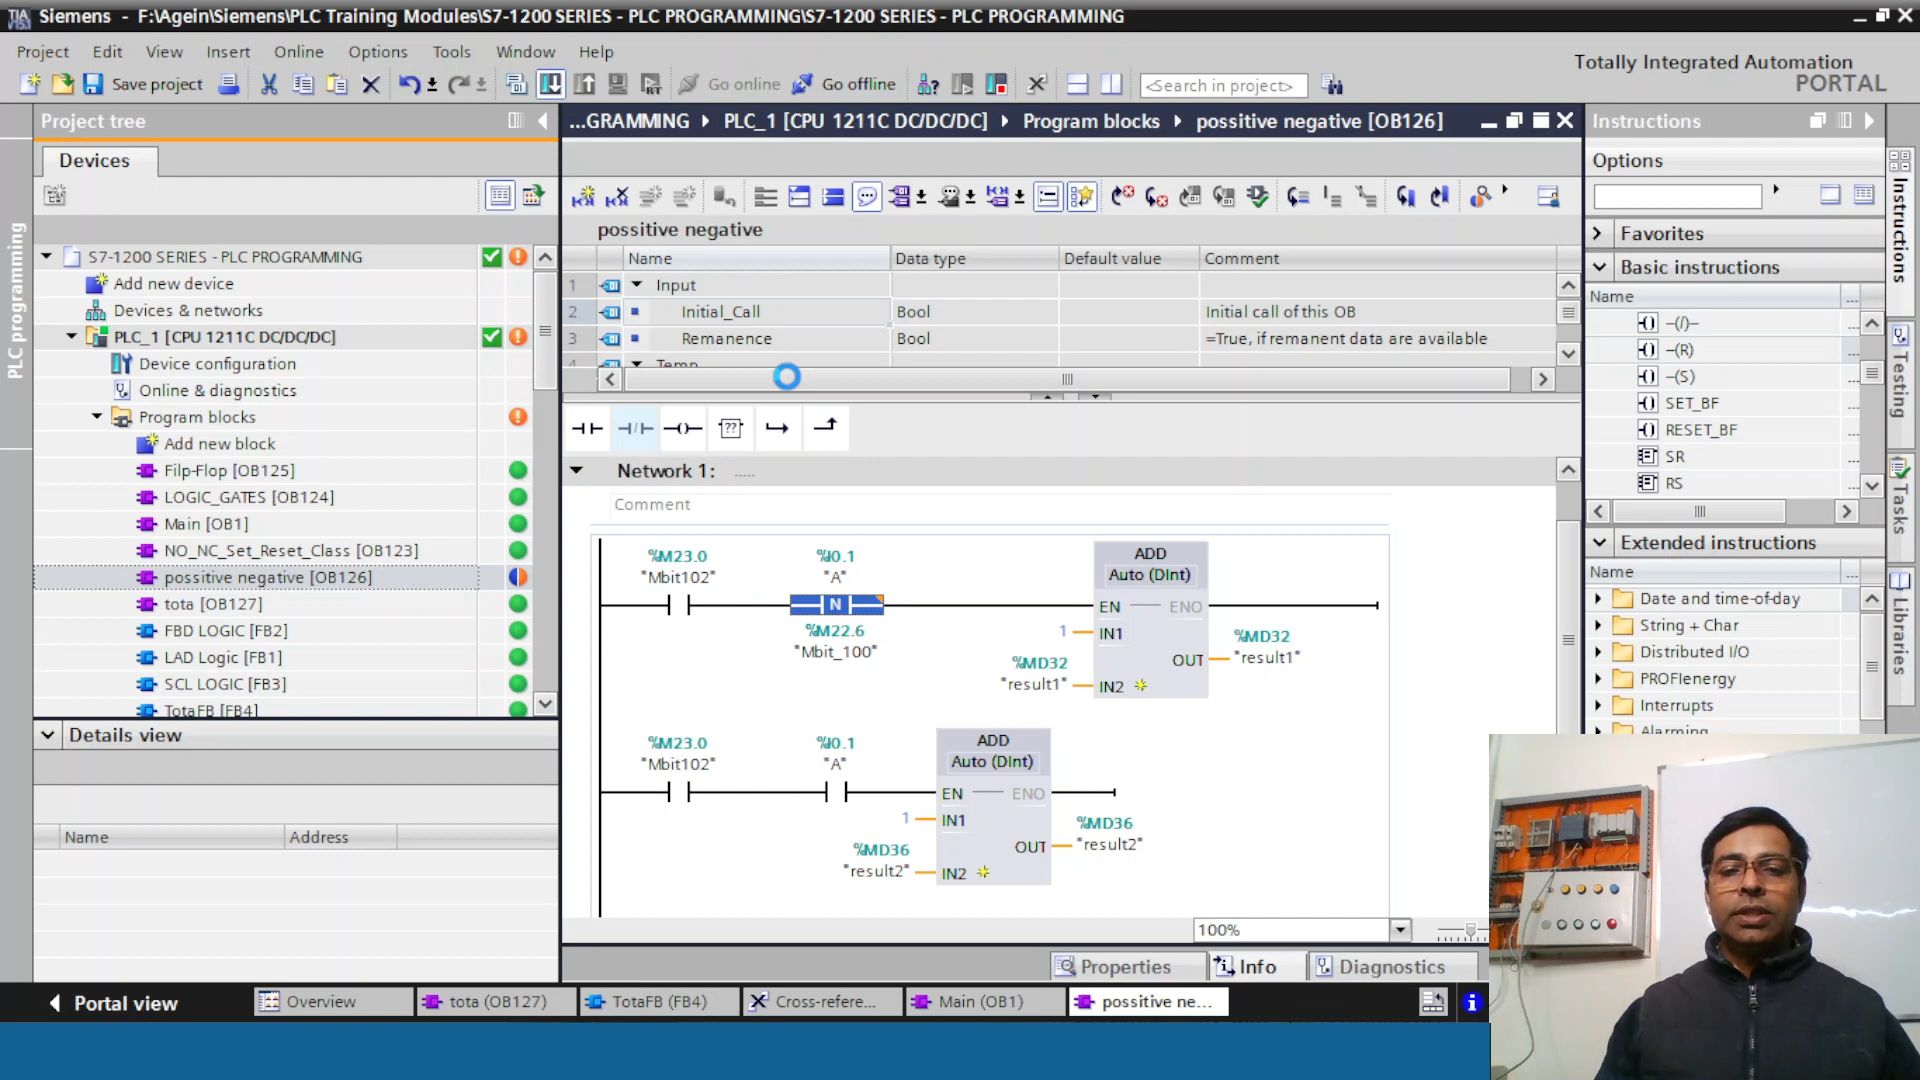 Siemens - F:\Agein\Siemens\PLC Training Modules\S7-1200 SERIES - PLC PROGRAMMING\S7-1200 SERIES - PLC PROGRAMMING
Project Edit View Insert Online Options Tools Window Help
Totally Integrated Automation
PORTAL
Save project
Go online
Go offline
<Search in project>
Project tree
...GRAMMING PLC_1 [CPU 1211C DC/DC/DC] Program blocks possitive negative [OB126]
Instructions
Devices
Options
PLC programming
possitive negative
Name Data type Default value Comment
1 Input
2 Initial_Call Bool Initial call of this OB
3 Remanence Bool =True, if remanent data are available
4 Temp
S7-1200 SERIES - PLC PROGRAMMING
Add new device
Devices & networks
PLC_1 [CPU 1211C DC/DC/DC]
Device configuration
Online & diagnostics
Program blocks
Add new block
Filp-Flop [OB125]
LOGIC_GATES [OB124]
Main [OB1]
NO_NC_Set_Reset_Class [OB123]
possitive negative [OB126]
tota [OB127]
FBD LOGIC [FB2]
LAD Logic [FB1]
SCL LOGIC [FB3]
TotaFB [FB4]
Details view
Name Address
??
Network 1: .....
Comment
%M23.0
"Mbit102"
%I0.1
"A"
N
%M22.6
"Mbit_100"
ADD
Auto (DInt)
EN ENO
1 IN1
%MD32
"result1"
IN2
OUT
%MD32
"result1"
%M23.0
"Mbit102"
%I0.1
"A"
ADD
Auto (DInt)
EN ENO
1 IN1
%MD36
"result2"
IN2
OUT
%MD36
"result2"
100%
Properties Info Diagnostics
Favorites
Basic instructions
Name ...
-(/)-
-(R)
-(S)
SET_BF
RESET_BF
SR
RS
Extended instructions
Name ...
Date and time-of-day
String + Char
Distributed I/O
PROFIenergy
Interrupts
Alarming
Instructions
Testing
Tasks
Libraries
Portal view
Overview
tota (OB127)
TotaFB (FB4)
Cross-refere...
Main (OB1)
possitive ne...